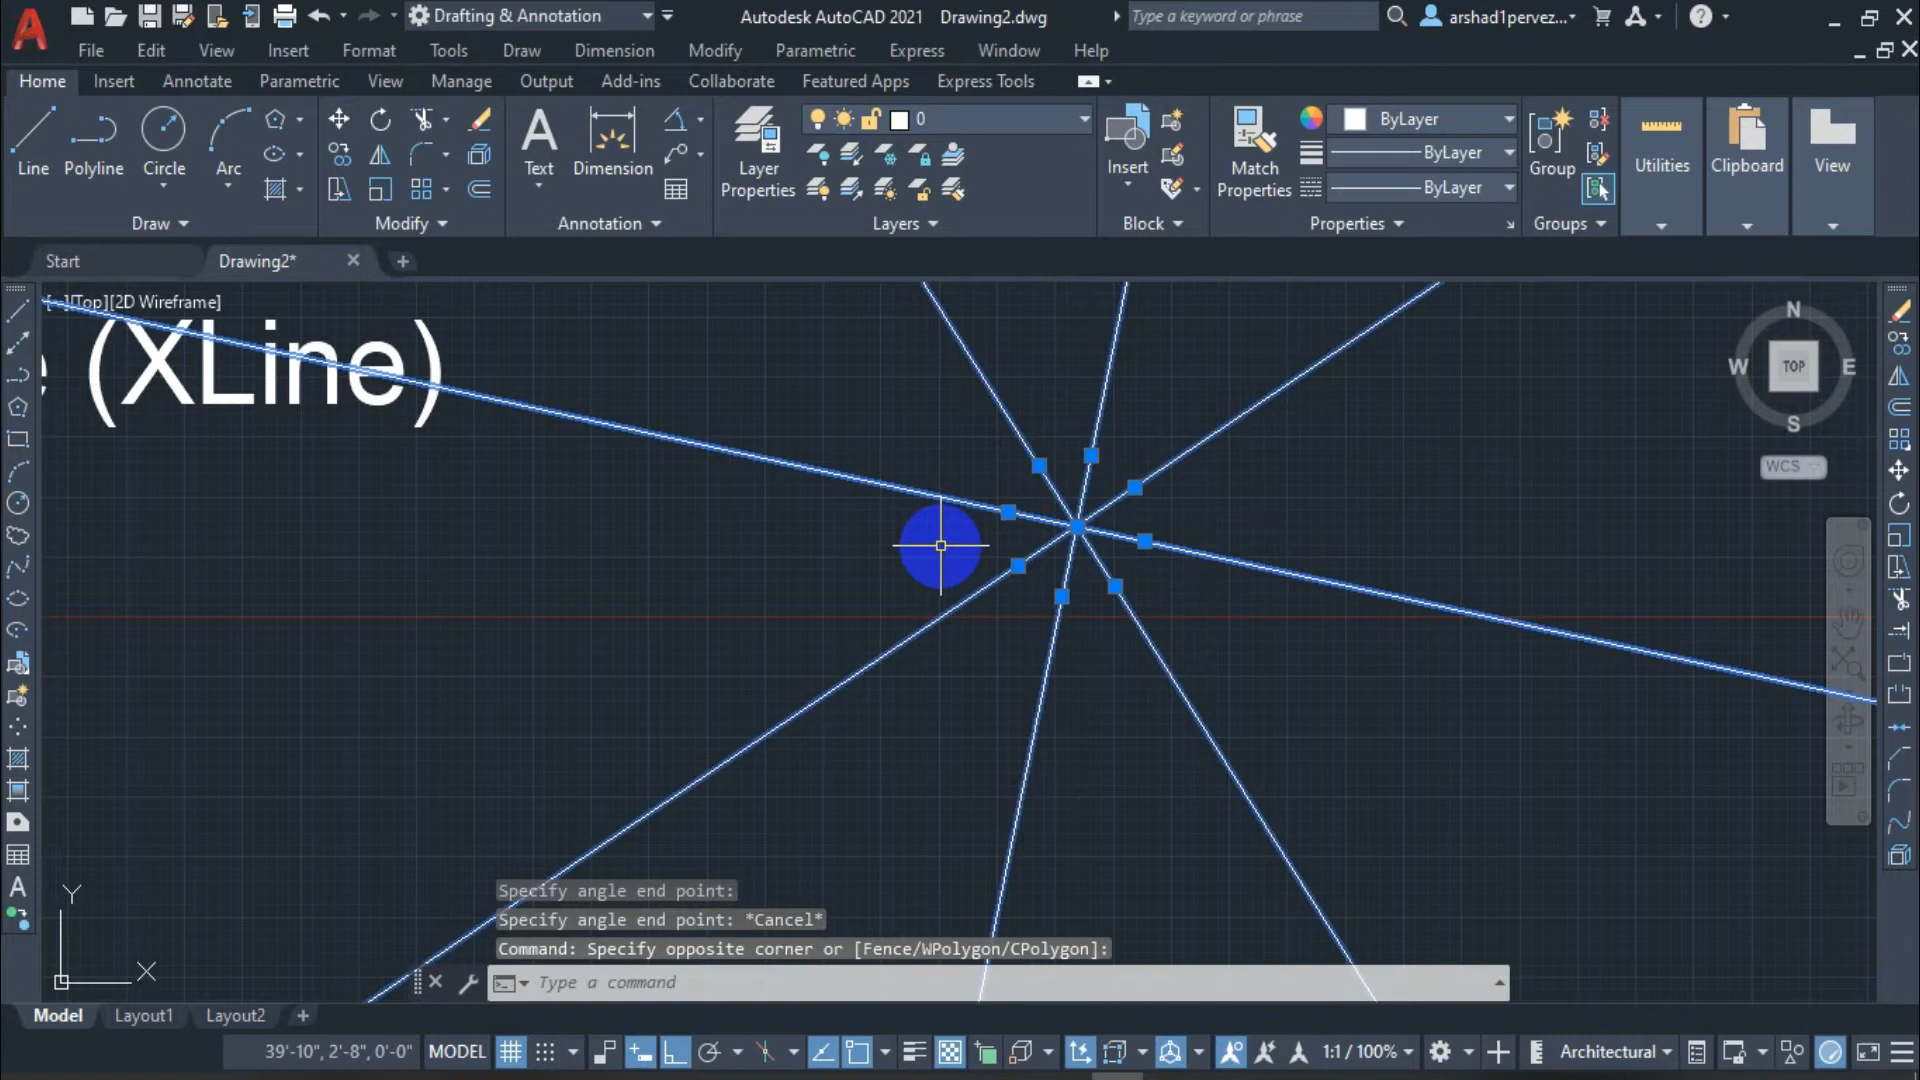 Drafting & Annotation
Autodesk AutoCAD 2021 Drawing2.dwg
Type a keyword or phrase
arshad1pervez...
File Edit View Insert Format Tools Draw Dimension Modify Parametric Express Window Help
Home Insert Annotate Parametric View Manage Output Add-ins Collaborate Featured Apps Express Tools
0
ByLayer
ByLayer
ByLayer
Line Polyline Circle Arc
Text Dimension
Layer Properties
Insert
Match Properties
Group
Utilities Clipboard View
Draw Modify Annotation Layers Block Properties Groups
Start Drawing2*
[Top][2D Wireframe]
(XLine)
N
W TOP E
S
WCS
Y
X
Specify angle end point:
Specify angle end point: *Cancel*
Command: Specify opposite corner or [Fence/WPolygon/CPolygon]:
Type a command
Model Layout1 Layout2
39'-10", 2'-8", 0'-0" MODEL 1:1 / 100% Architectural